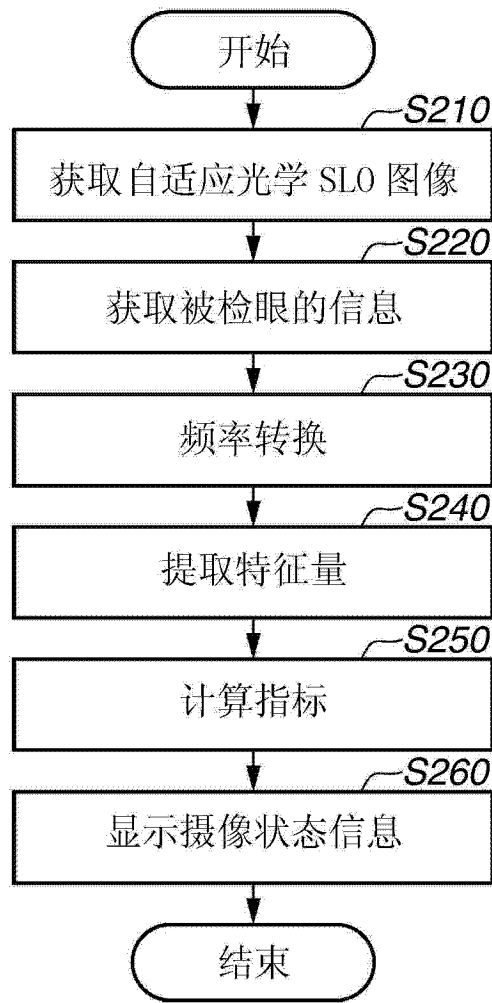 开始
S210
获取自适应光学 SLO 图像
S220
获取被检眼的信息
S230
频率转换
S240
提取特征量
S250
计算指标
S260
显示摄像状态信息
结束